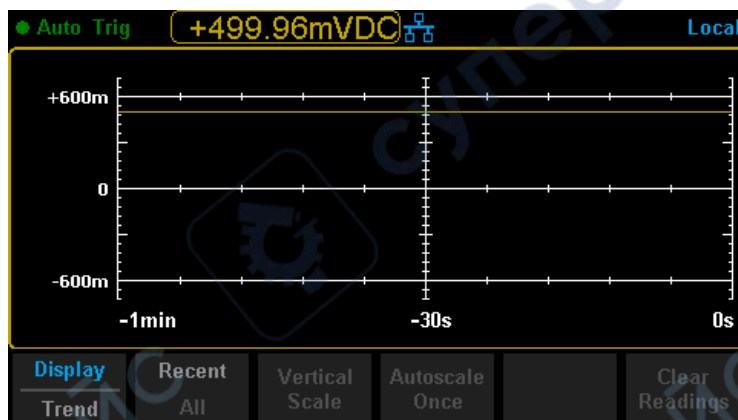 Auto Trig +499.96mVDC Local
+600m
0
-600m
-1min -30s 0s
Display Recent Vertical Autoscale Clear
Trend All Scale Once Readings
супер